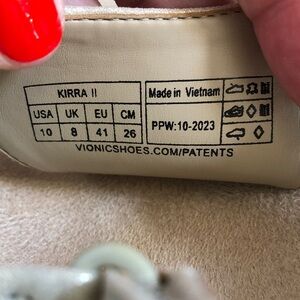 KIRRA II
USA UK EU CM
10 8 41 26
Made in Vietnam
PPW:10-2023
VIONICSHOES.COM/PATENTS